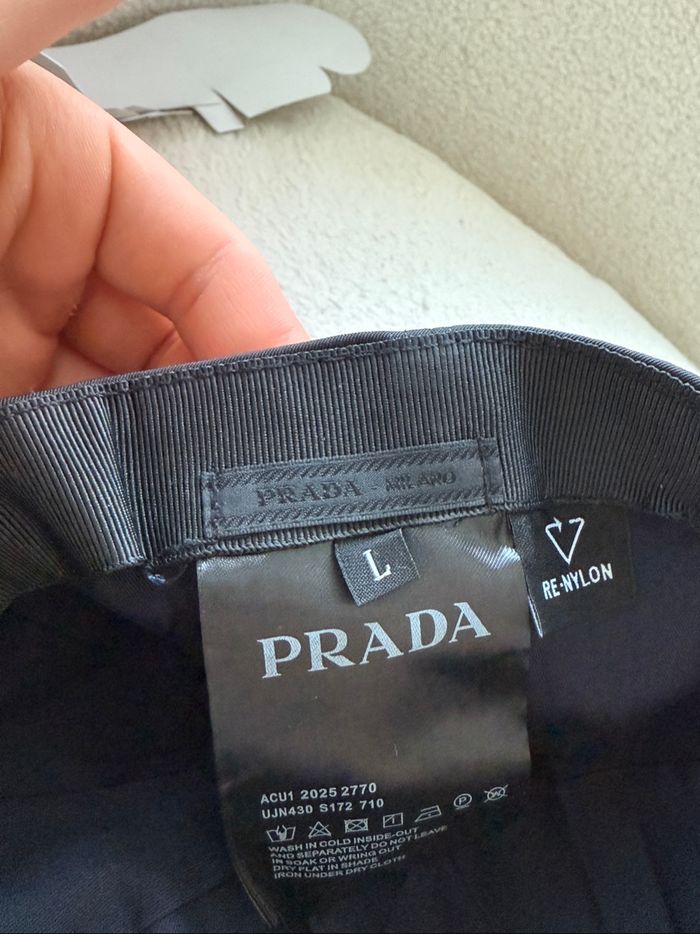 PRADA - MILANO
L
RE-NYLON
PRADA
ACU1 2025 2770
UJN430 S172 710
WASH IN COLD INSIDE-OUT
AND SEPARATELY DO NOT LEAVE
IN SOAK OR WRING OUT
DRY FLAT IN SHADE
IRON UNDER DRY CLOTH